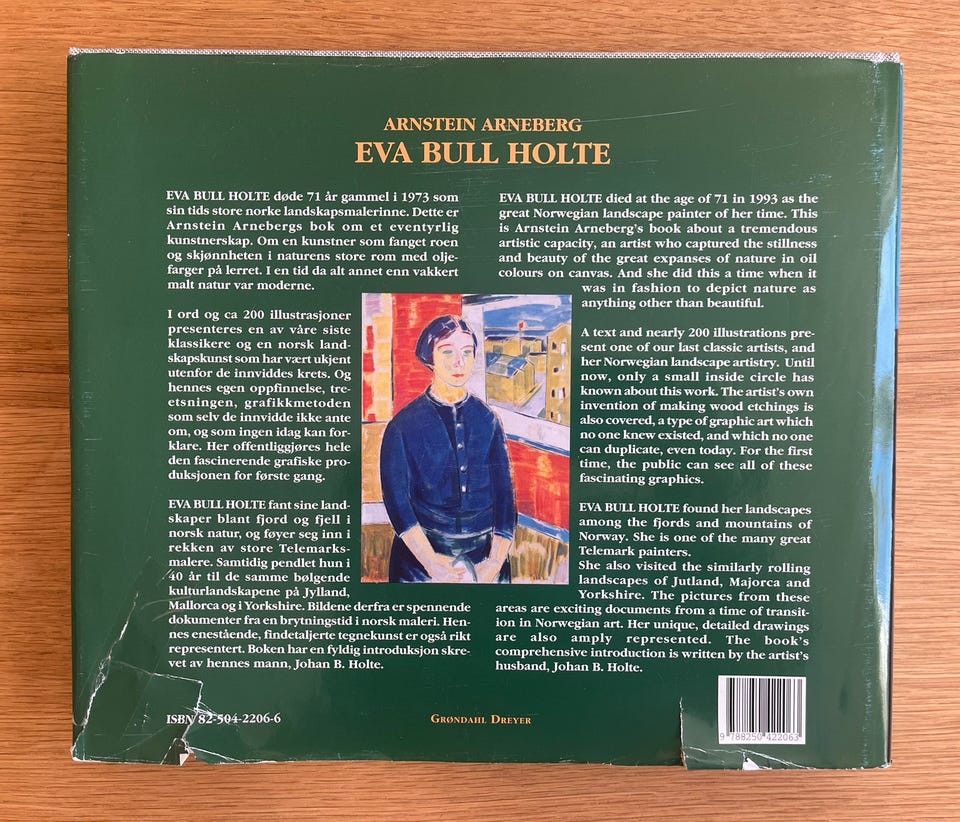 ARNSTEIN ARNEBERG
EVA BULL HOLTE
EVA BULL HOLTE døde 71 år gammel i 1973 som
sin tids store norke landskapsmalerinne. Dette er
Arnstein Arnebergs bok om et eventyrlig
kunstnerskap. Om en kunstner som fanget roen
og skjønnheten i naturens store rom med olje-
farger på lerret. I en tid da alt annet enn vakkert
malt natur var moderne.
I ord og ca 200 illustrasjoner
presenteres en av våre siste
klassikere og en norsk land-
skapskunst som har vært ukjent
utenfor de innviddes krets. Og
hennes egen oppfinnelse, tre-
etsningen, grafikkmetoden
som selv de innvidde ikke ante
om, og som ingen idag kan for-
klare. Her offentliggjøres hele
den fascinerende grafiske pro-
duksjonen for første gang.
EVA BULL HOLTE fant sine land-
skaper blant fjord og fjell i
norsk natur, og føyer seg inn i
rekken av store Telemarks-
malere. Samtidig pendlet hun i
40 år til de samme bølgende
kulturlandskapene på Jylland,
Mallorca og i Yorkshire. Bildene derfra er spennende
dokumenter fra en brytningstid i norsk maleri. Hen-
nes enestående, findetaljerte tegnekunst er også rikt
representert. Boken har en fyldig introduksjon skre-
vet av hennes mann, Johan B. Holte.
EVA BULL HOLTE died at the age of 71 in 1993 as the
great Norwegian landscape painter of her time. This
is Arnstein Arneberg's book about a tremendous
artistic capacity, an artist who captured the stillness
and beauty of the great expanses of nature in oil
colours on canvas. And she did this a time when it
was in fashion to depict nature as
anything other than beautiful.
A text and nearly 200 illustrations pre-
sent one of our last classic artists, and
her Norwegian landscape artistry. Until
now, only a small inside circle has
known about this work. The artist's own
invention of making wood etchings is
also covered, a type of graphic art which
no one knew existed, and which no one
can duplicate, even today. For the first
time, the public can see all of these
fascinating graphics.
EVA BULL HOLTE found her landscapes
among the fjords and mountains of
Norway. She is one of the many great
Telemark painters.
She also visited the similarly rolling
landscapes of Jutland, Majorca and
Yorkshire. The pictures from these
areas are exciting documents from a time of transit-
ion in Norwegian art. Her unique, detailed drawings
are also amply represented. The book's
comprehensive introduction is written by the artist's
husband, Johan B. Holte.
ISBN 82-504-2206-6
GRØNDAHL DREYER
9 788250 422063